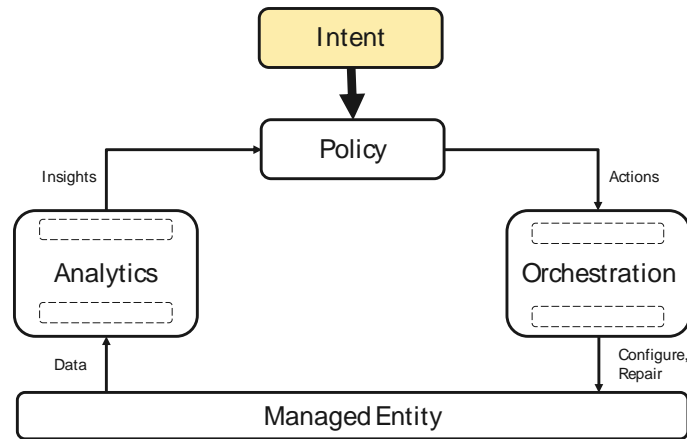 Intent
Policy
Insights
Actions
Analytics
Orchestration
Data
Configure,
Repair
Managed Entity